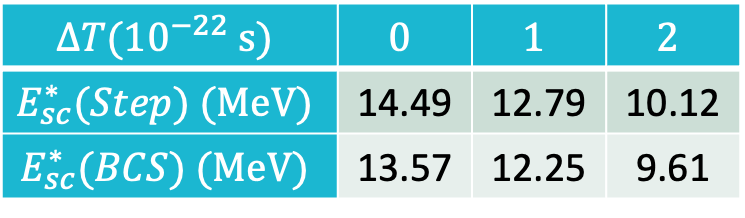 ΔT(10⁻²² s) 0 1 2
E*SC(Step) (MeV) 14.49 12.79 10.12
E*SC(BCS) (MeV) 13.57 12.25 9.61